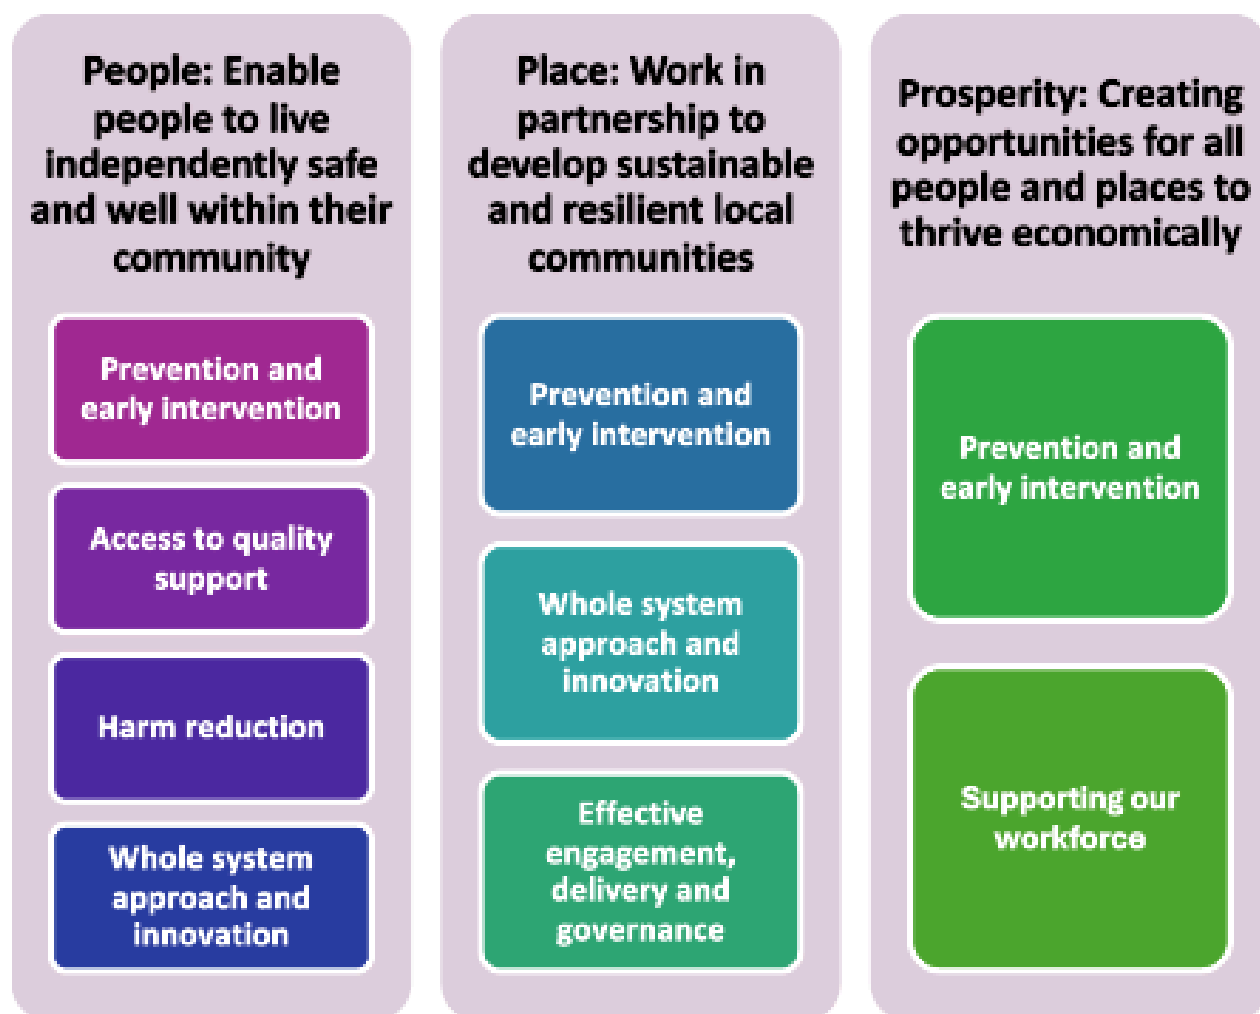 People: Enable
people to live
independently safe
and well within their
community
Prevention and
early intervention
Access to quality
support
Harm reduction
Whole system
approach and
innovation
Place: Work in
partnership to
develop sustainable
and resilient local
communities
Prevention and
early intervention
Whole system
approach and
innovation
Effective
engagement,
delivery and
governance
Prosperity: Creating
opportunities for all
people and places to
thrive economically
Prevention and
early intervention
Supporting our
workforce